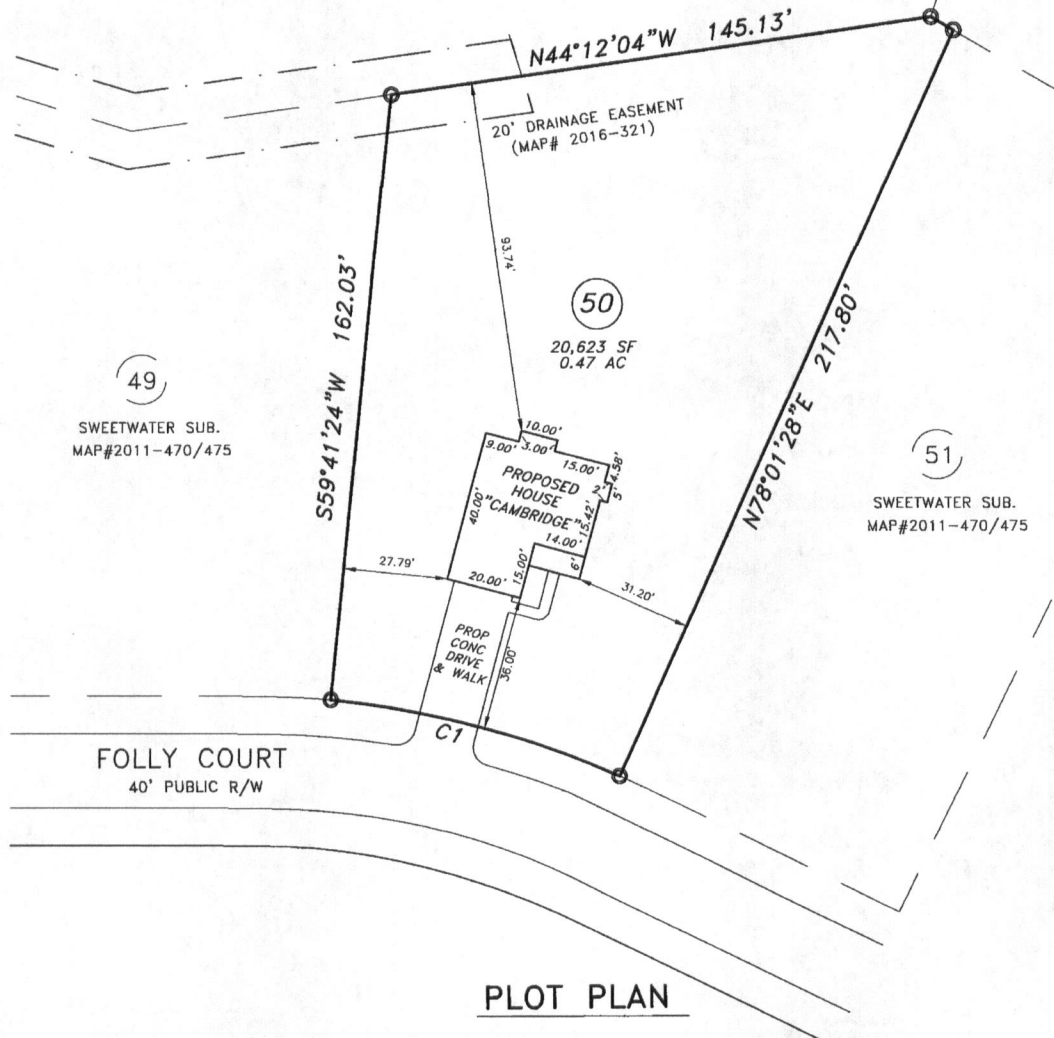 N44°12'04"W 145.13'
20' DRAINAGE EASEMENT
(MAP# 2016-321)
93.74'
S59°41'24"W 162.03'
50
20,623 SF
0.47 AC
N78°01'28"E 217.80'
49
SWEETWATER SUB.
MAP#2011-470/475
51
SWEETWATER SUB.
MAP#2011-470/475
10.00'
9.00'
3.00'
15.00'
14.58'
2'
5'
PROPOSED
HOUSE
"CAMBRIDGE"
40.00'
15.42'
14.00'
6'
15.00'
20.00'
27.79'
31.20'
PROP
CONC
DRIVE
& WALK
36.00'
C1
FOLLY COURT
40' PUBLIC R/W
PLOT PLAN